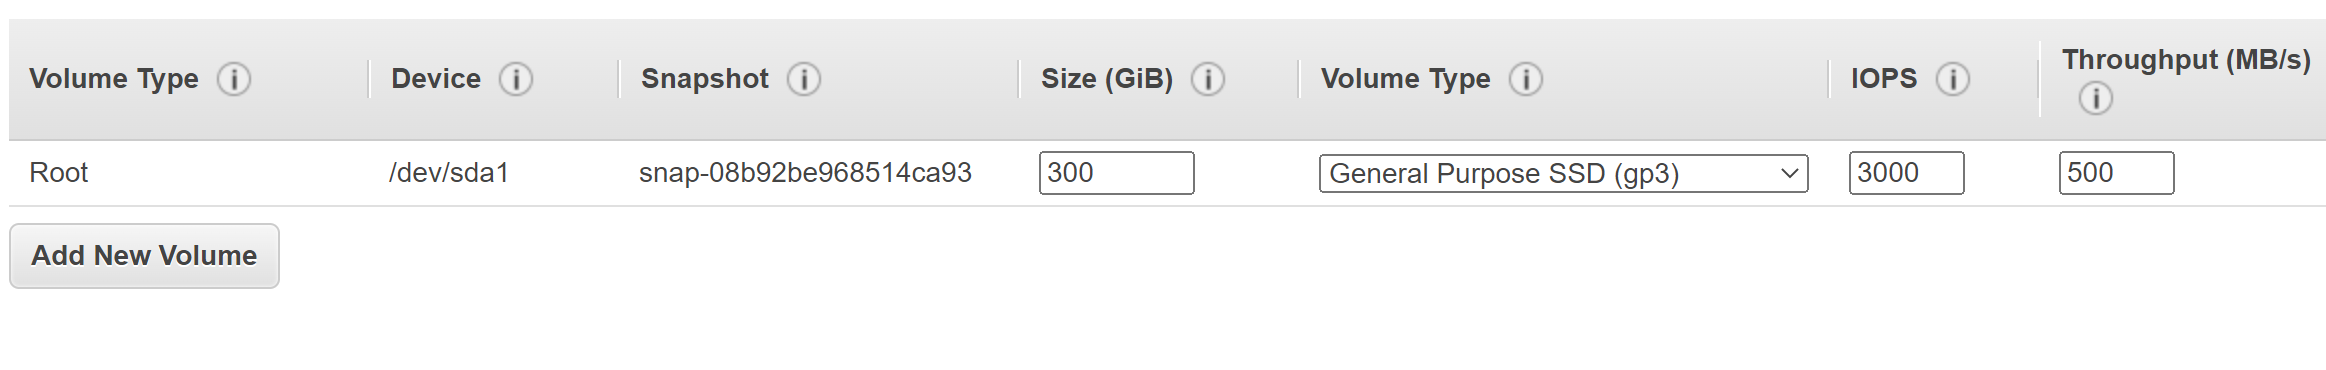 Volume Type Device Snapshot Size (GiB) Volume Type IOPS Throughput (MB/s)
Root /dev/sda1 snap-08b92be968514ca93 300 General Purpose SSD (gp3) 3000 500
Add New Volume